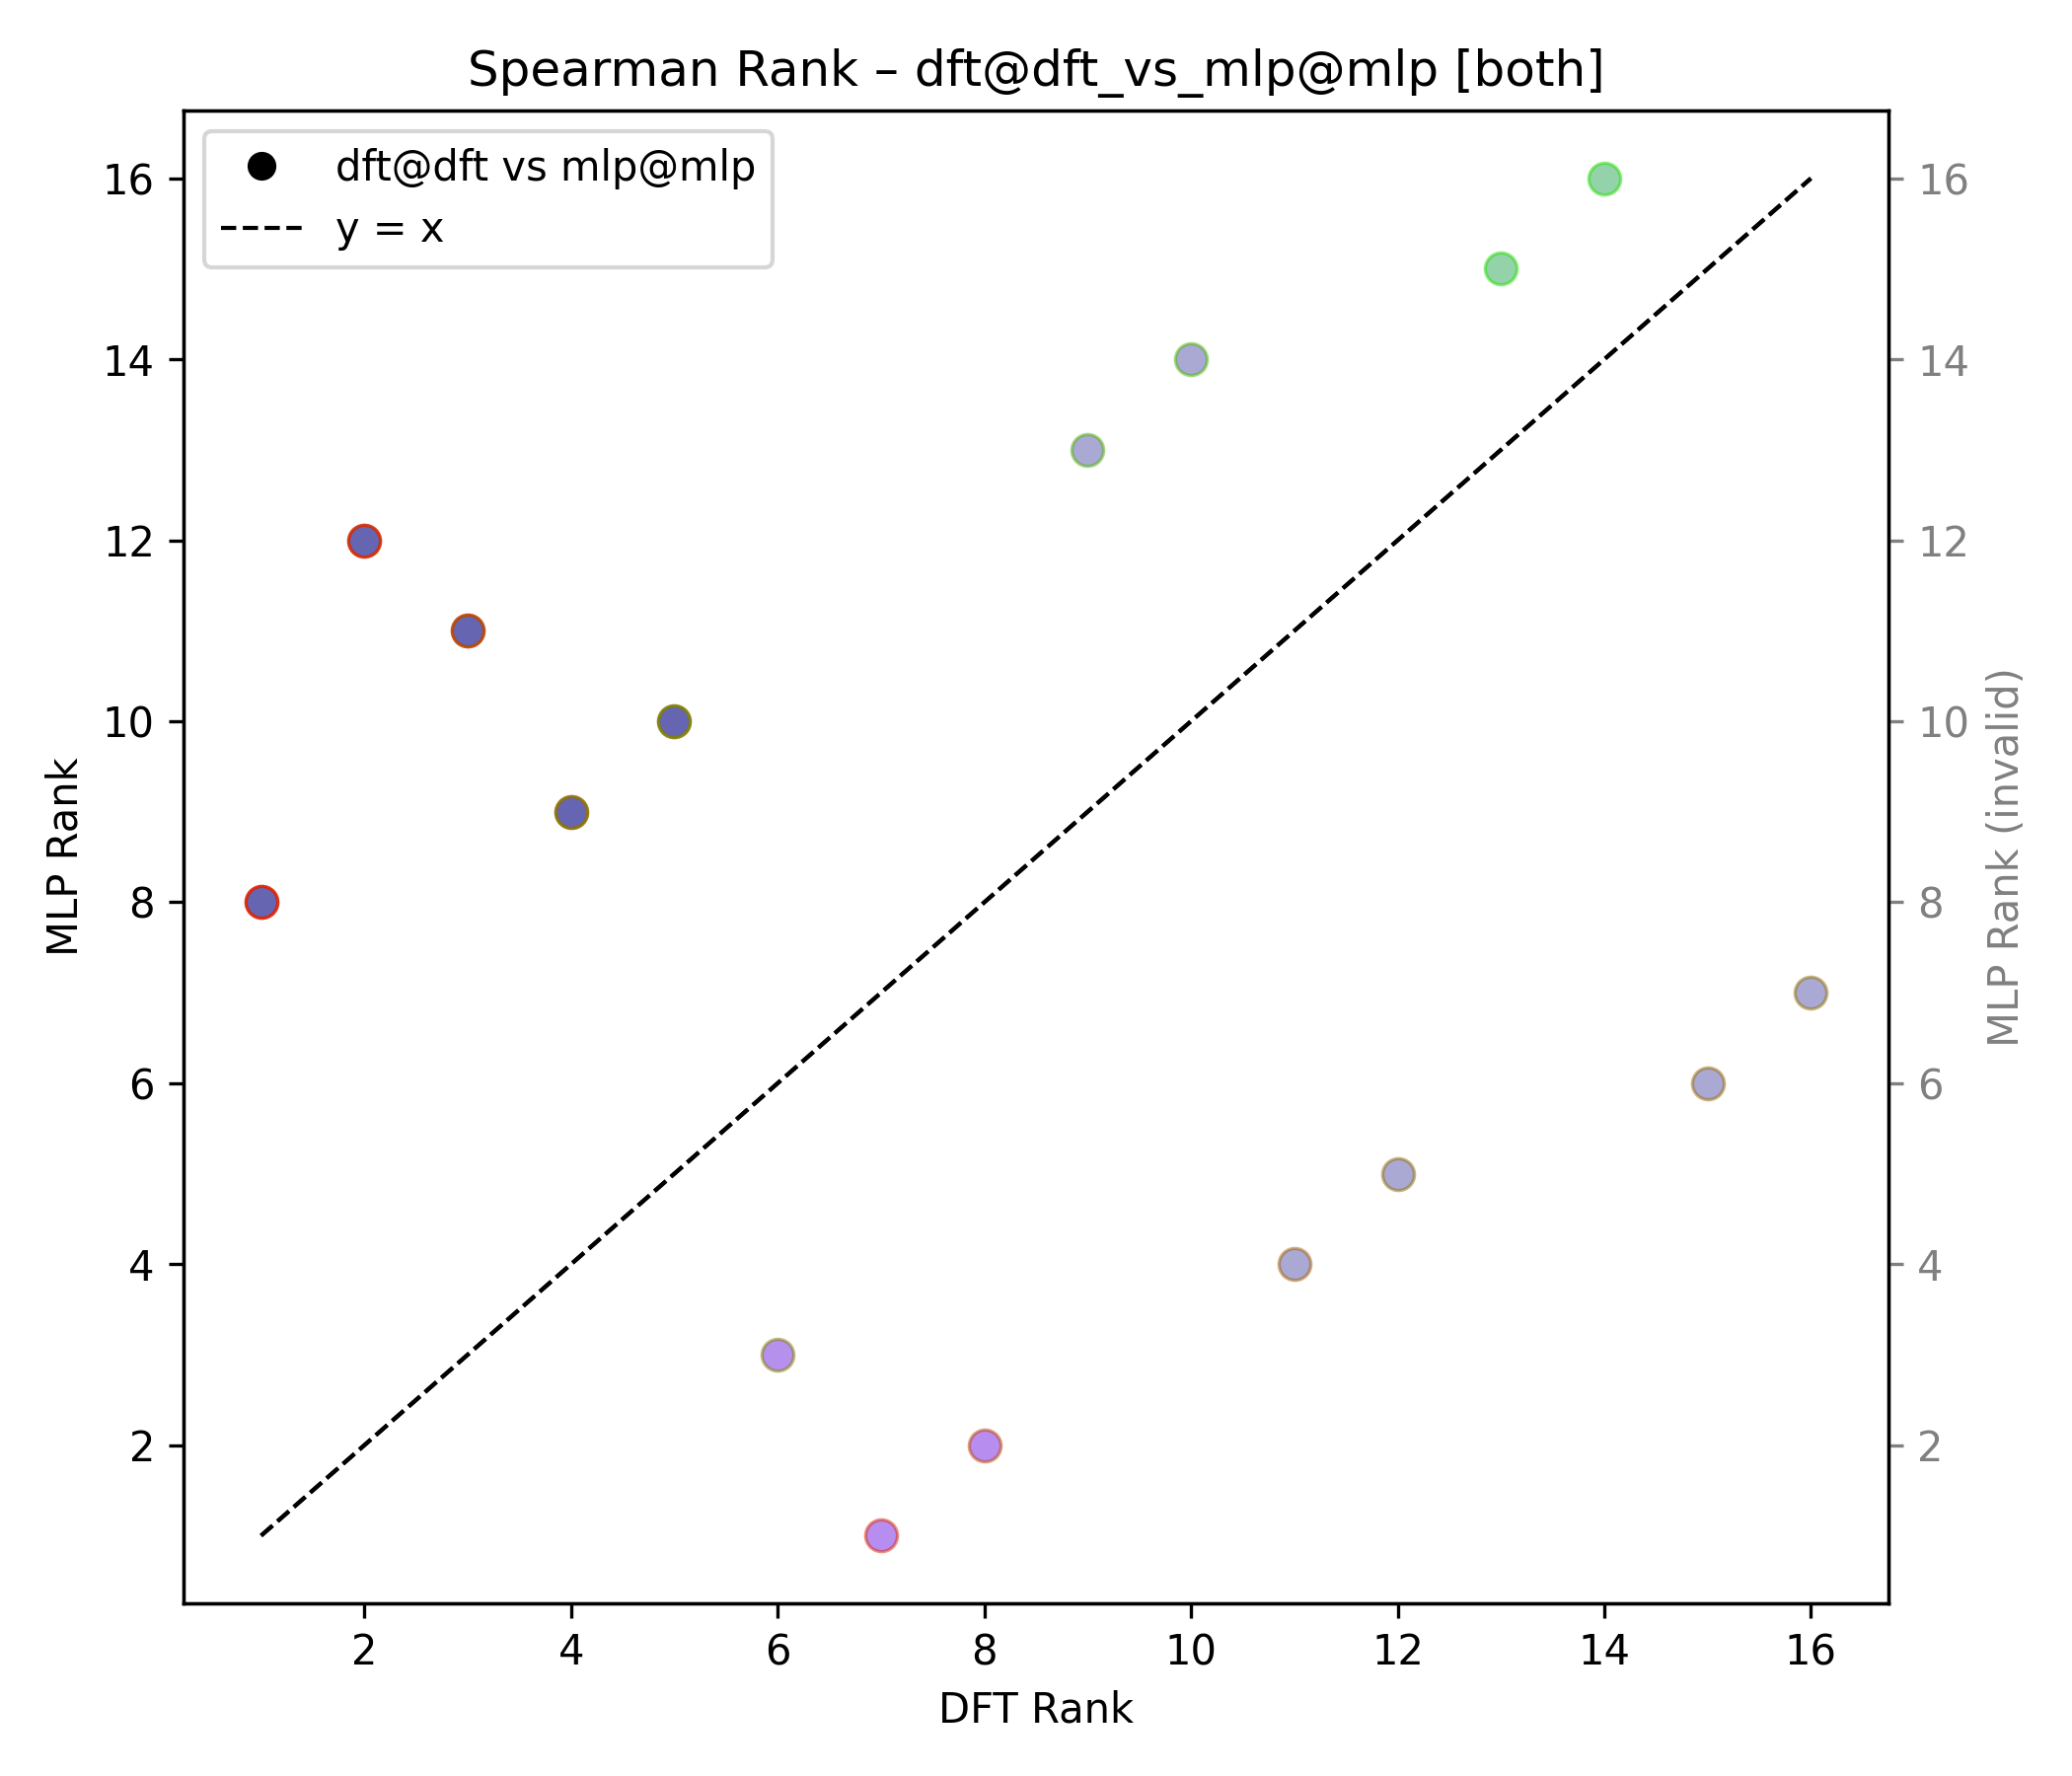 Spearman Rank – dft@dft_vs_mlp@mlp [both]
dft@dft vs mlp@mlp
y = x
MLP Rank
16
14
12
10
8
6
4
2
16
14
12
10
8
6
4
2
MLP Rank (invalid)
2 4 6 8 10 12 14 16
DFT Rank